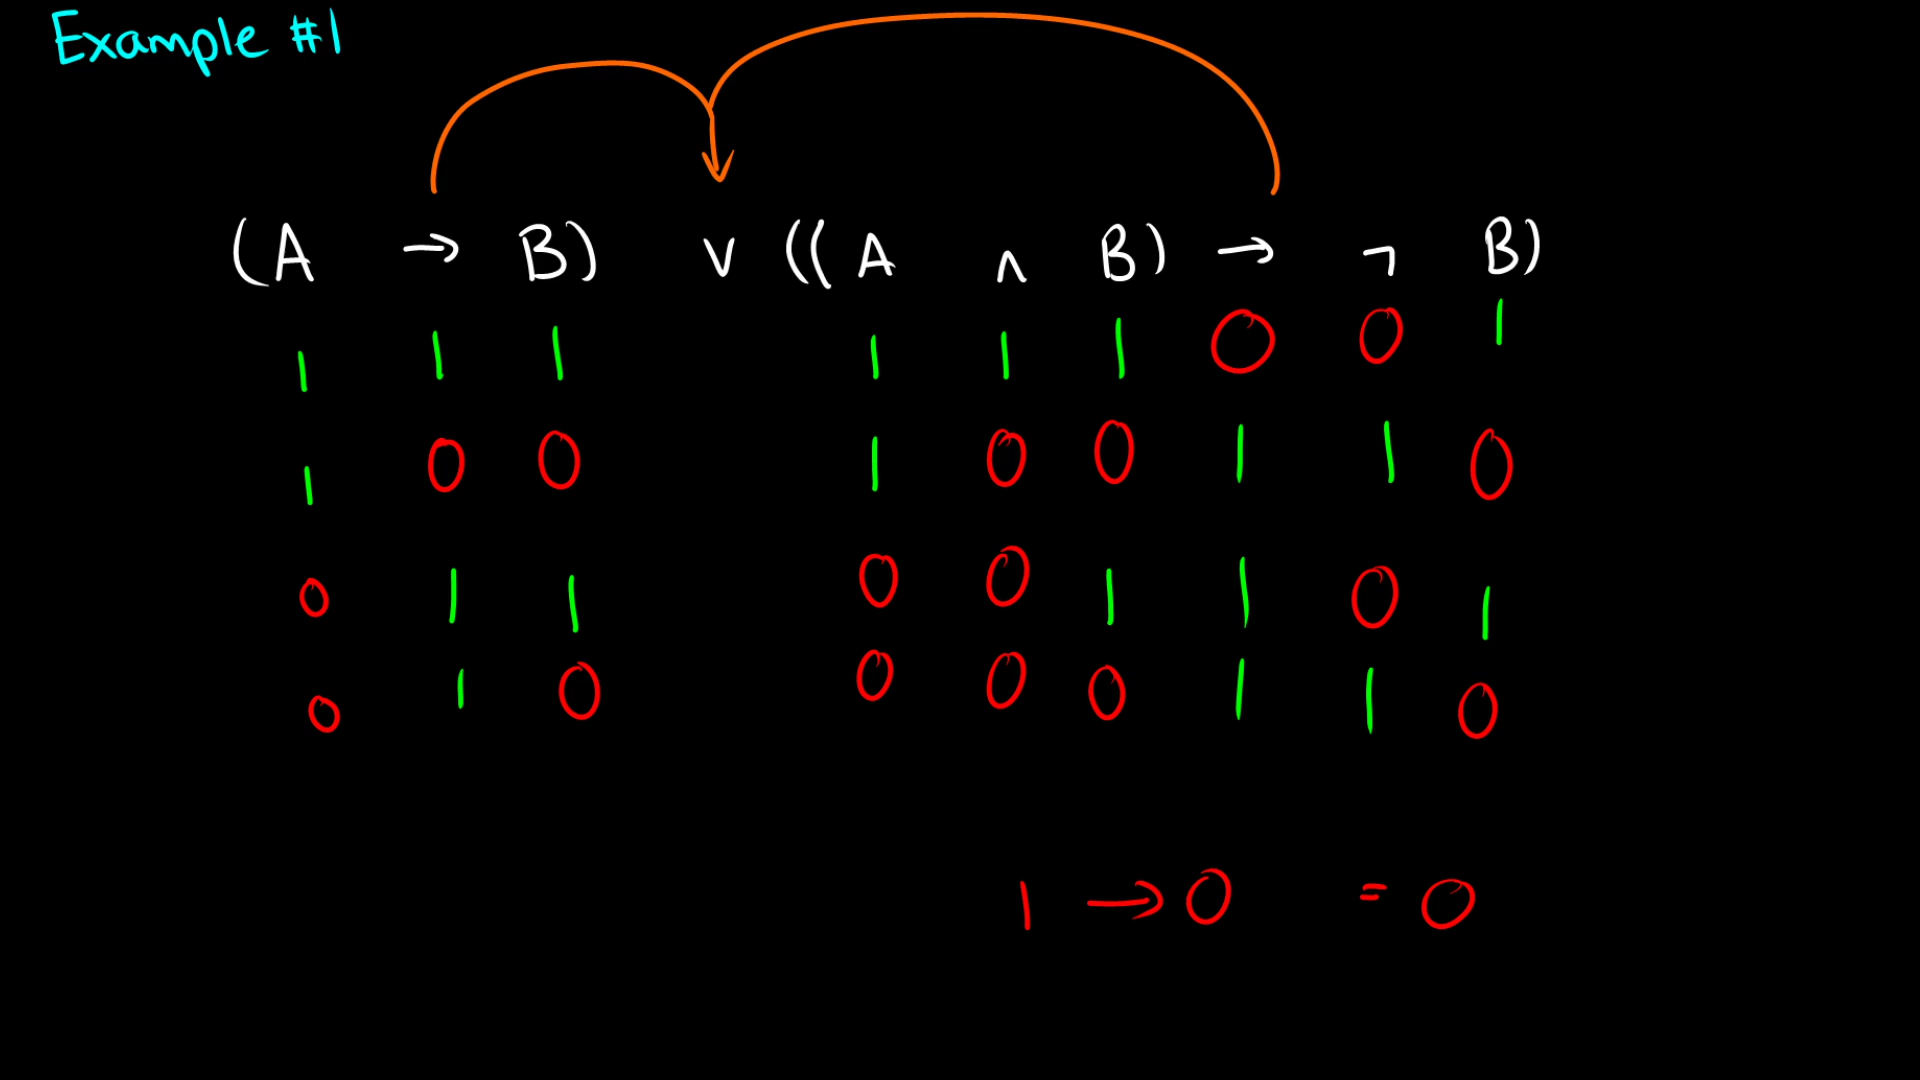 Example #1
(A → B) ∨ ((A ∧ B) → ¬ B)
1 1 1 1 1 1 0 0 1
1 0 0 1 0 0 1 1 0
0 1 1 0 0 1 1 0 1
0 1 0 0 0 0 1 1 0
1 → 0 = 0